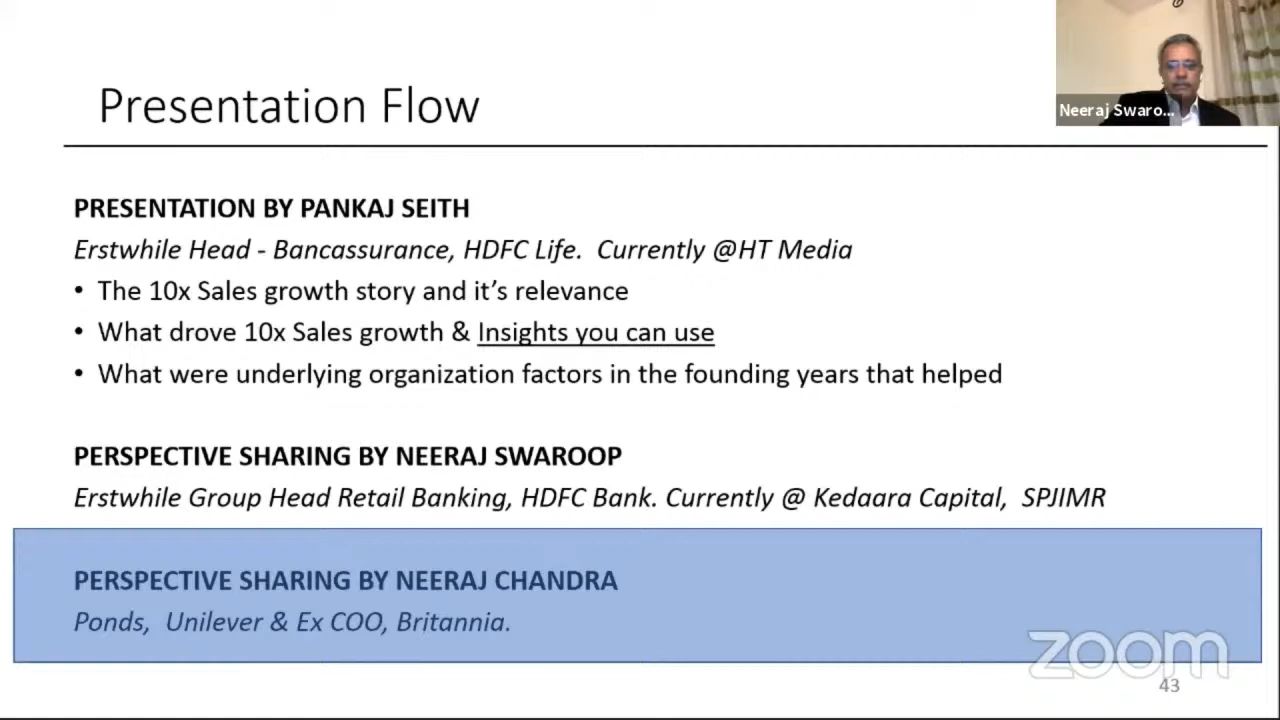 Presentation Flow
Neeraj Swaro...
PRESENTATION BY PANKAJ SEITH
Erstwhile Head - Bancassurance, HDFC Life. Currently @HT Media
• The 10x Sales growth story and it’s relevance
• What drove 10x Sales growth & Insights you can use
• What were underlying organization factors in the founding years that helped
PERSPECTIVE SHARING BY NEERAJ SWAROOP
Erstwhile Group Head Retail Banking, HDFC Bank. Currently @ Kedaara Capital, SPJIMR
PERSPECTIVE SHARING BY NEERAJ CHANDRA
Ponds, Unilever & Ex COO, Britannia.
zoom
43